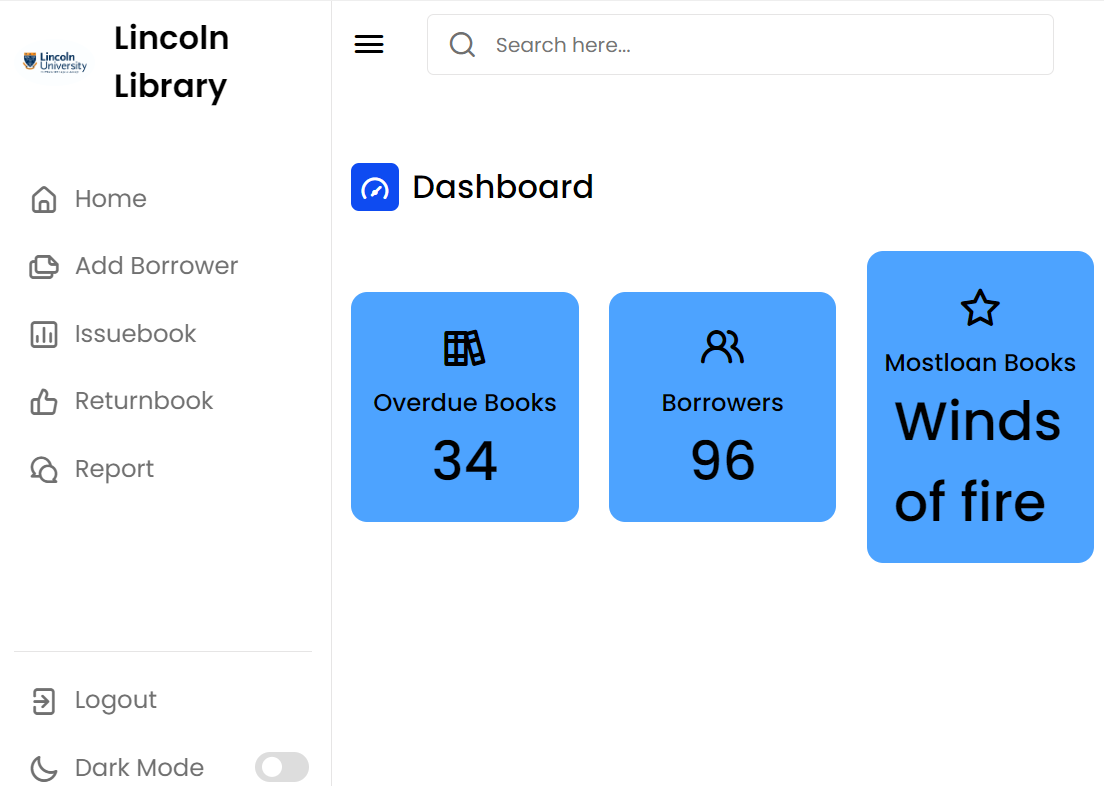 Lincoln
University
Lincoln
Library
Search here...
Home
Add Borrower
Issuebook
Returnbook
Report
Logout
Dark Mode
Dashboard
Overdue Books
34
Borrowers
96
Mostloan Books
Winds
of fire